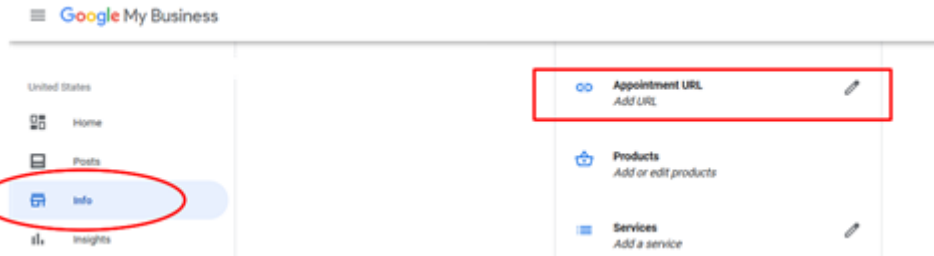 Google My Business
United States
Home
Posts
Info
Insights
Appointment URL
Add URL
Products
Add or edit products
Services
Add a service